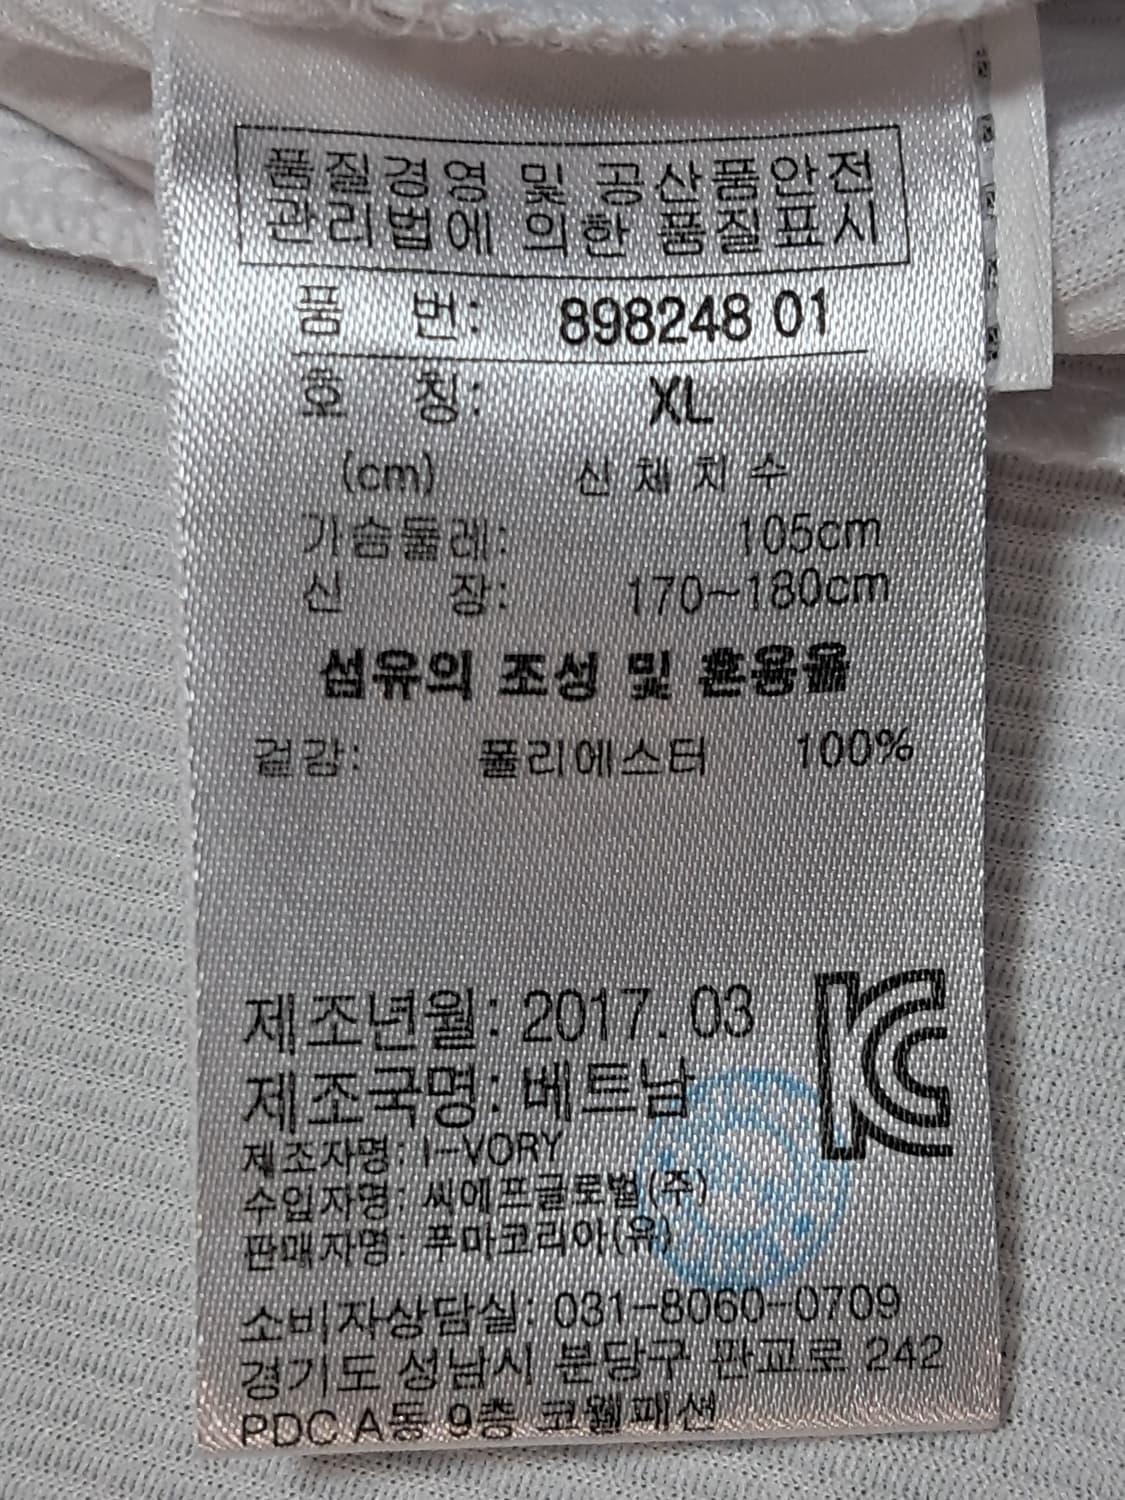 품질경영 및 공산품안전
관리법에 의한 품질표시
품 번: 898248 01
호 칭: XL
(cm) 신체치수
가슴둘레: 105cm
신 장: 170~180cm
섬유의 조성 및 혼용율
겉감: 폴리에스터 100%
제조년월: 2017. 03
제조국명: 베트남
제조자명: I-VORY
수입자명: 씨에프글로벌(주)
판매자명: 푸마코리아(유)
소비자상담실: 031-8060-0709
경기도 성남시 분당구 판교로 242
PDC A동 9층 코웰패션
KC